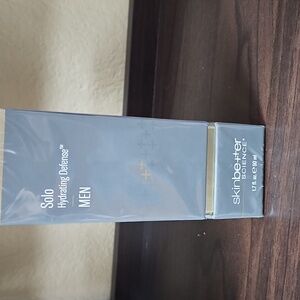 Solo
Hydrating Defense™
MEN
skinbetter
SCIENCE®
1.7 fl. oz. ℮ 50 ml